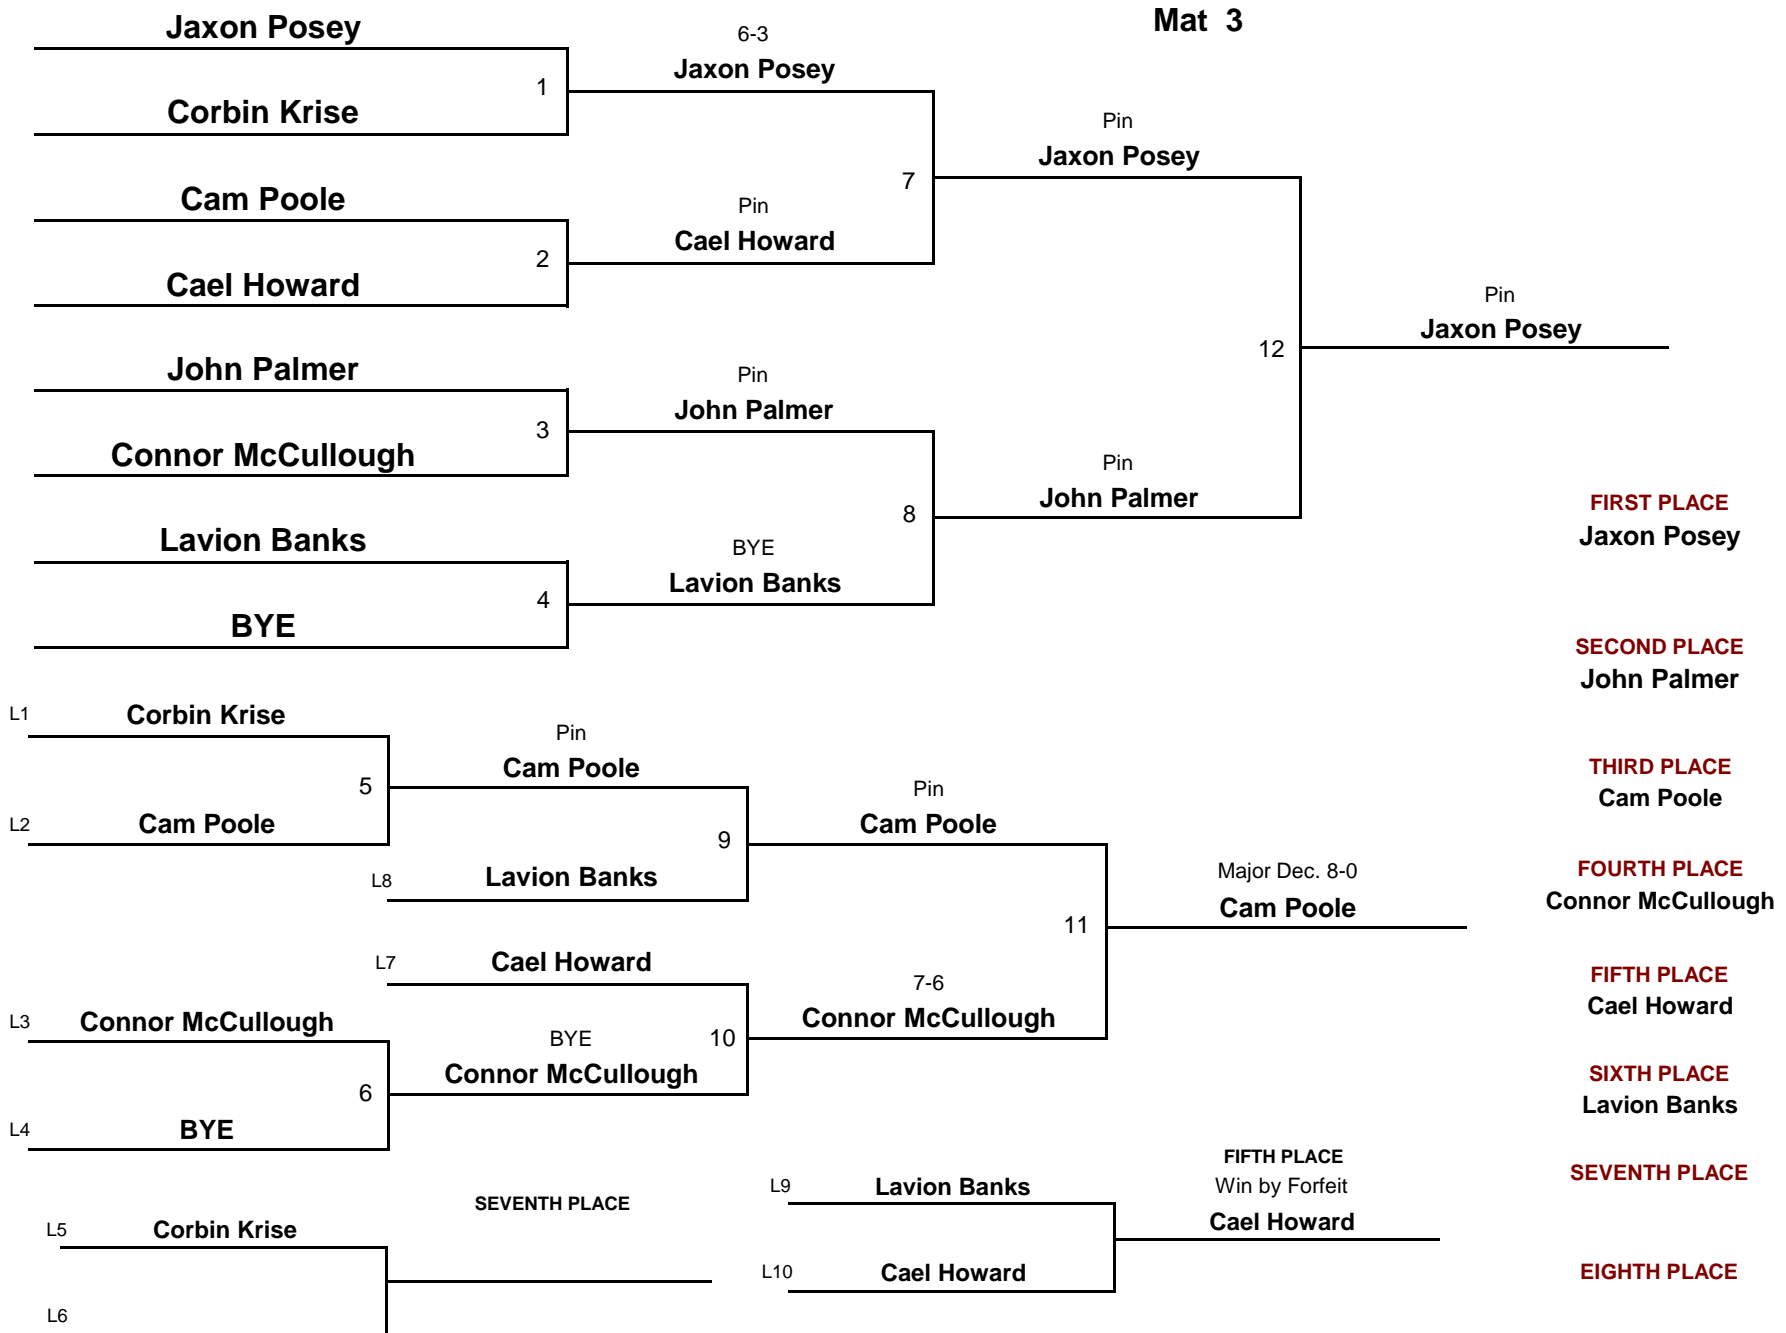 Mat 3
Jaxon Posey
1
Corbin Krise
6-3
Jaxon Posey
Cam Poole
2
Cael Howard
Pin
Cael Howard
7
Pin
Jaxon Posey
John Palmer
3
Connor McCullough
Pin
John Palmer
Lavion Banks
4
BYE
BYE
Lavion Banks
8
Pin
John Palmer
12
Pin
Jaxon Posey
FIRST PLACE
Jaxon Posey
SECOND PLACE
John Palmer
THIRD PLACE
Cam Poole
FOURTH PLACE
Connor McCullough
FIFTH PLACE
Cael Howard
SIXTH PLACE
Lavion Banks
SEVENTH PLACE
EIGHTH PLACE
L1 Corbin Krise
5
L2 Cam Poole
Pin
Cam Poole
9
L8 Lavion Banks
Pin
Cam Poole
L7 Cael Howard
L3 Connor McCullough
6
L4 BYE
BYE
Connor McCullough
10
7-6
Connor McCullough
11
Major Dec. 8-0
Cam Poole
L5 Corbin Krise
L6
SEVENTH PLACE
L9 Lavion Banks
L10 Cael Howard
FIFTH PLACE
Win by Forfeit
Cael Howard